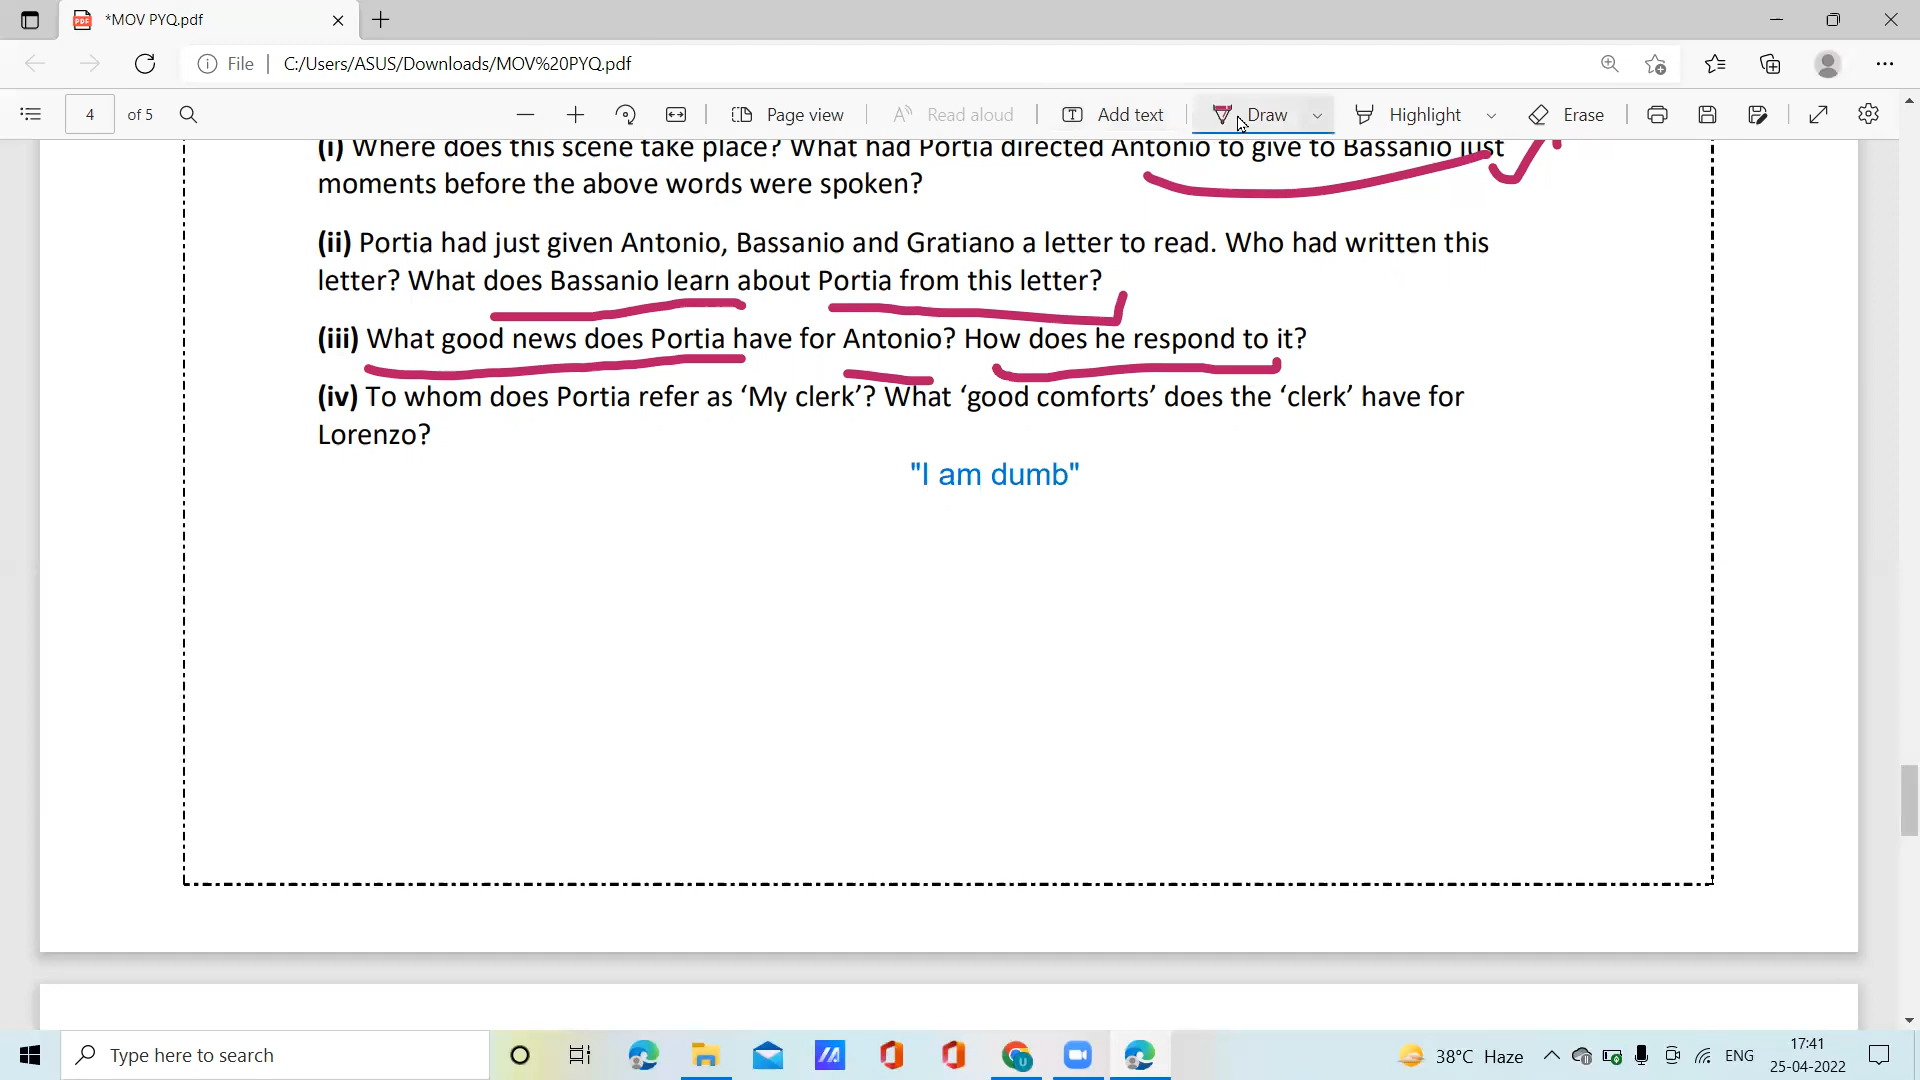 *MOV PYQ.pdf
File | C:/Users/ASUS/Downloads/MOV%20PYQ.pdf
4 of 5 Page view Read aloud Add text Draw Highlight Erase
(i) Where does this scene take place? What had Portia directed Antonio to give to Bassanio just
moments before the above words were spoken?
(ii) Portia had just given Antonio, Bassanio and Gratiano a letter to read. Who had written this
letter? What does Bassanio learn about Portia from this letter?
(iii) What good news does Portia have for Antonio? How does he respond to it?
(iv) To whom does Portia refer as ‘My clerk’? What ‘good comforts’ does the ‘clerk’ have for
Lorenzo?
"I am dumb"
Type here to search
38°C Haze
ENG
17:41
25-04-2022